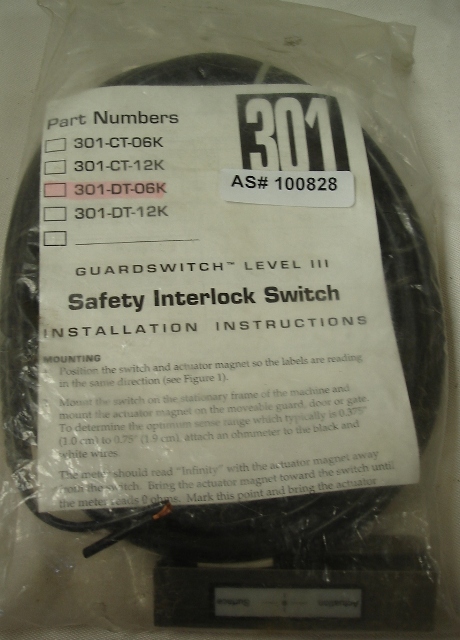 Part Numbers
301
301-CT-06K
301-CT-12K
301-DT-06K
AS# 100828
301-DT-12K
GUARDSWITCH™ LEVEL III
Safety Interlock Switch
INSTALLATION INSTRUCTIONS
MOUNTING
Position the switch and actuator magnet so the labels are reading
in the same direction (see Figure 1).
Mount the switch on the stationary frame of the machine and
mount the actuator magnet on the moveable guard, door or gate.
To determine the optimum sense range which typically is 0.375"
(1.0 cm) to 0.75" (1.9 cm), attach an ohmmeter to the black and
white wires.
The meter should read "Infinity" with the actuator magnet away
from the switch. Bring the actuator magnet toward the switch until
the meter reads 0 ohms. Mark this point and bring the actuator
Actuation
Surface